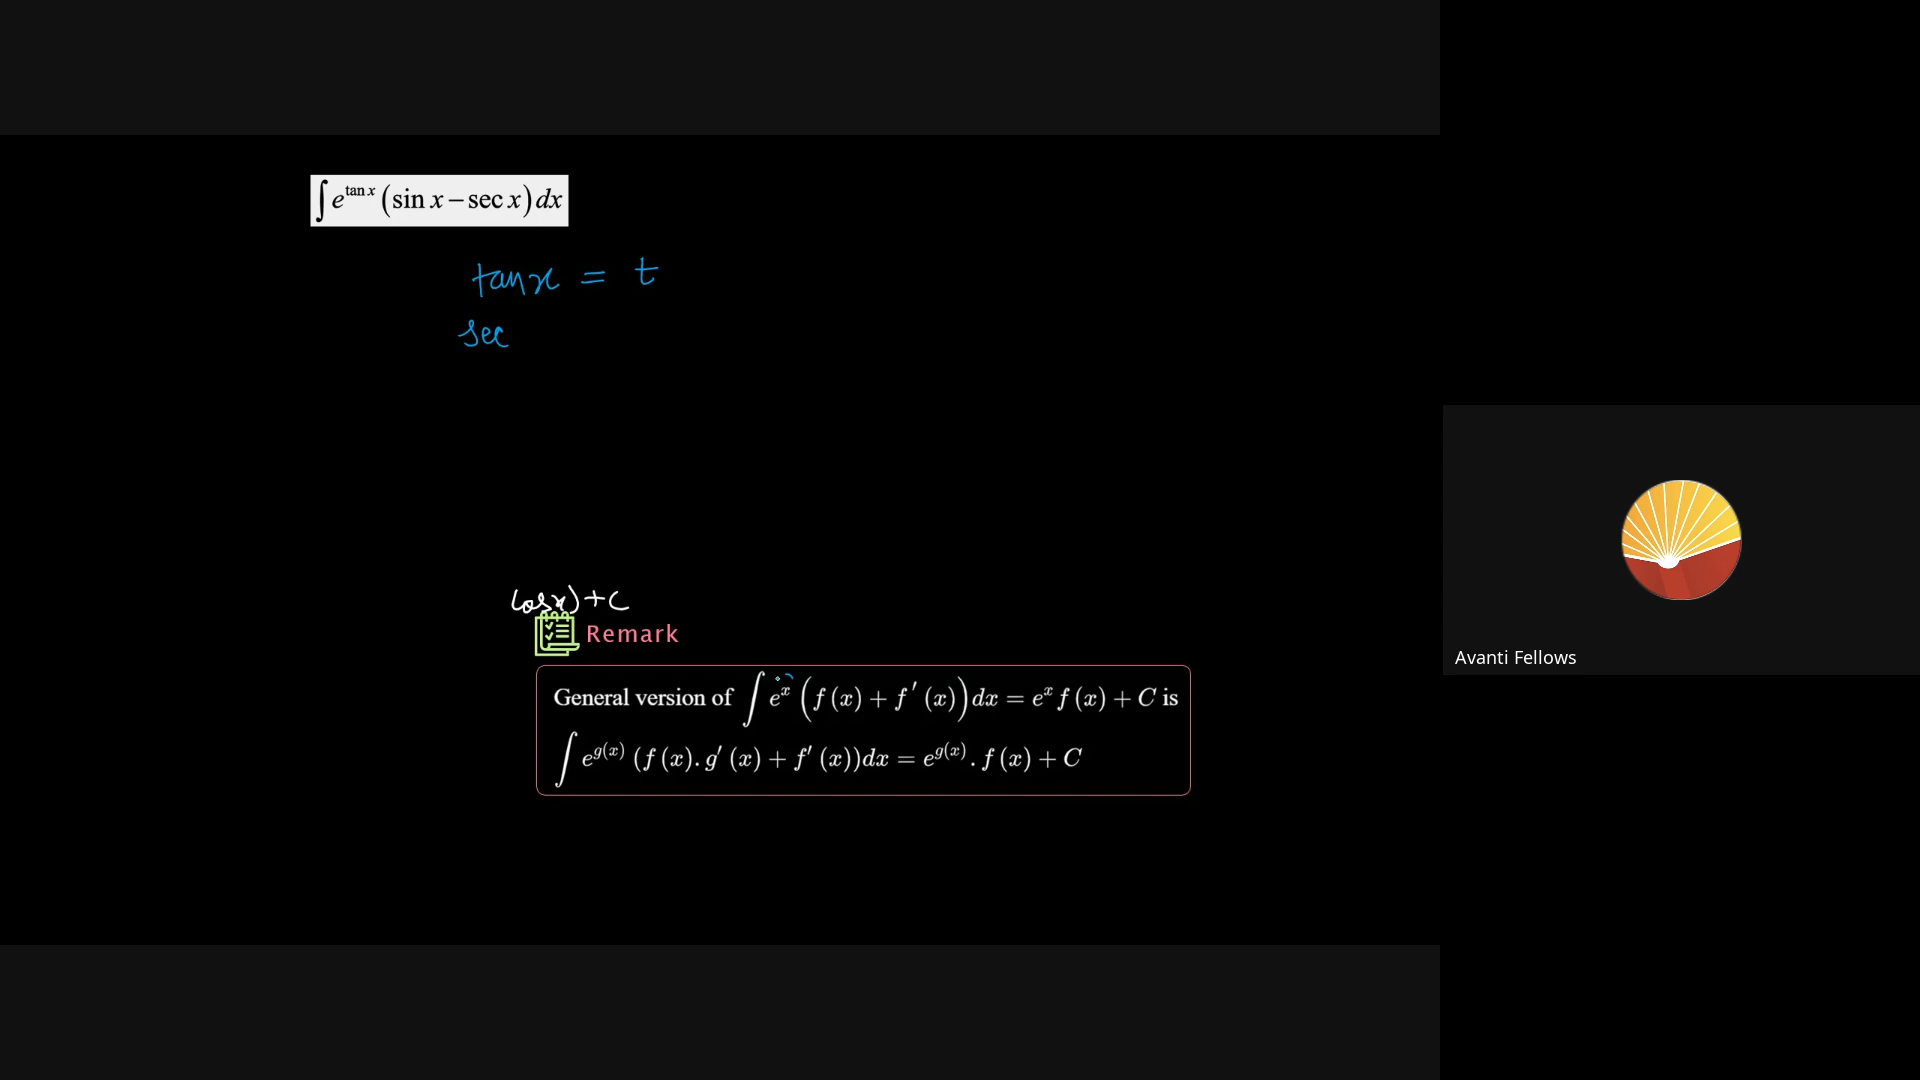 ∫ e^{tan x} (sin x − sec x) dx
tan x = t
sec
cos x) + C
Remark
General version of ∫ e^x (f(x) + f′(x)) dx = e^x f(x) + C is
∫ e^{g(x)} (f(x). g′(x) + f′(x))dx = e^{g(x)}. f(x) + C
Avanti Fellows